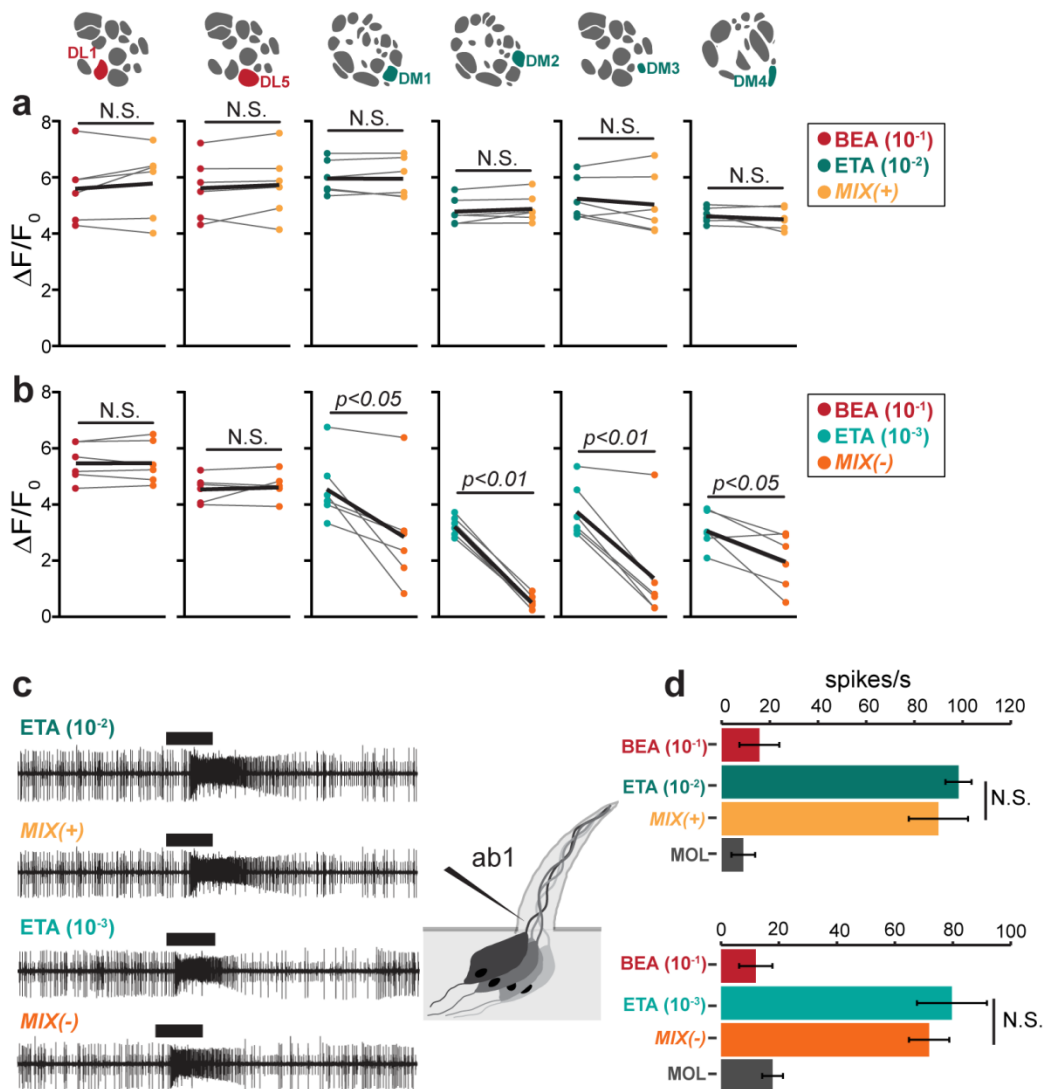 DL1
DL5
DM1
DM2
DM3
DM4
a
N.S.
N.S.
N.S.
N.S.
N.S.
N.S.
8
6
4
2
0
ΔF/F₀
BEA (10⁻¹)
ETA (10⁻²)
MIX(+)
b
N.S.
N.S.
p<0.05
p<0.01
p<0.01
p<0.05
8
6
4
2
0
ΔF/F₀
BEA (10⁻¹)
ETA (10⁻³)
MIX(-)
c
ETA (10⁻²)
MIX(+)
ETA (10⁻³)
MIX(-)
ab1
d
spikes/s
0 20 40 60 80 100 120
BEA (10⁻¹)
ETA (10⁻²)
MIX(+)
MOL
N.S.
0 20 40 60 80 100
BEA (10⁻¹)
ETA (10⁻³)
MIX(-)
MOL
N.S.